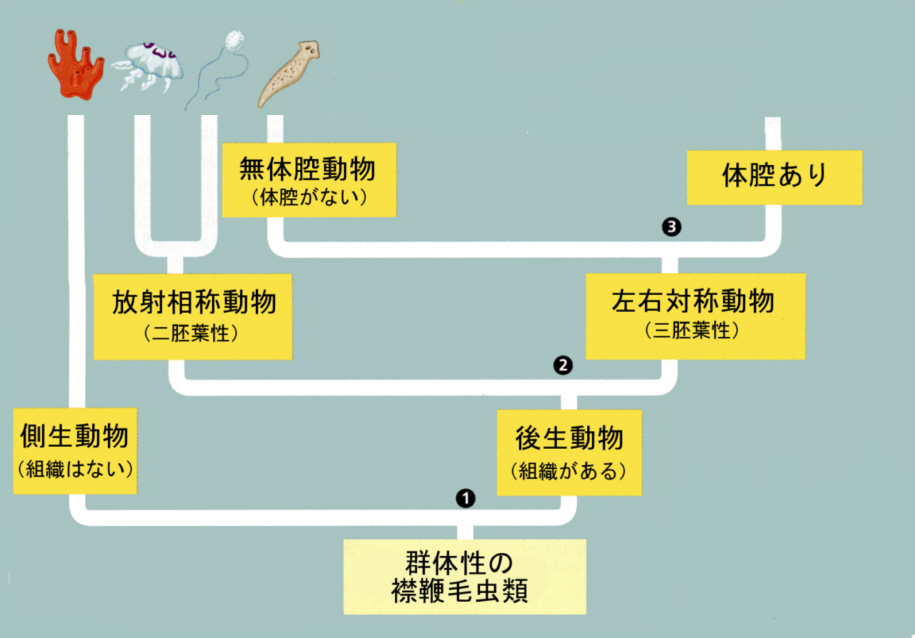 無体腔動物
（体腔がない）
体腔あり
❸
放射相称動物
（二胚葉性）
左右対称動物
（三胚葉性）
❷
側生動物
（組織はない）
後生動物
（組織がある）
❶
群体性の
襟鞭毛虫類